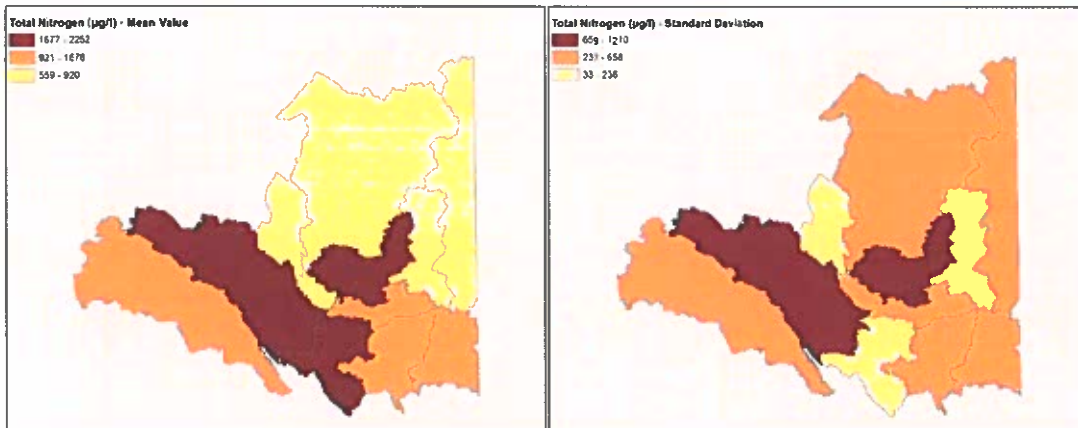 Total Nitrogen (µg/l) - Mean Value
1677 - 2252
921 - 1676
559 - 920
Total Nitrogen (µg/l) - Standard Deviation
659 - 1210
237 - 658
33 - 236